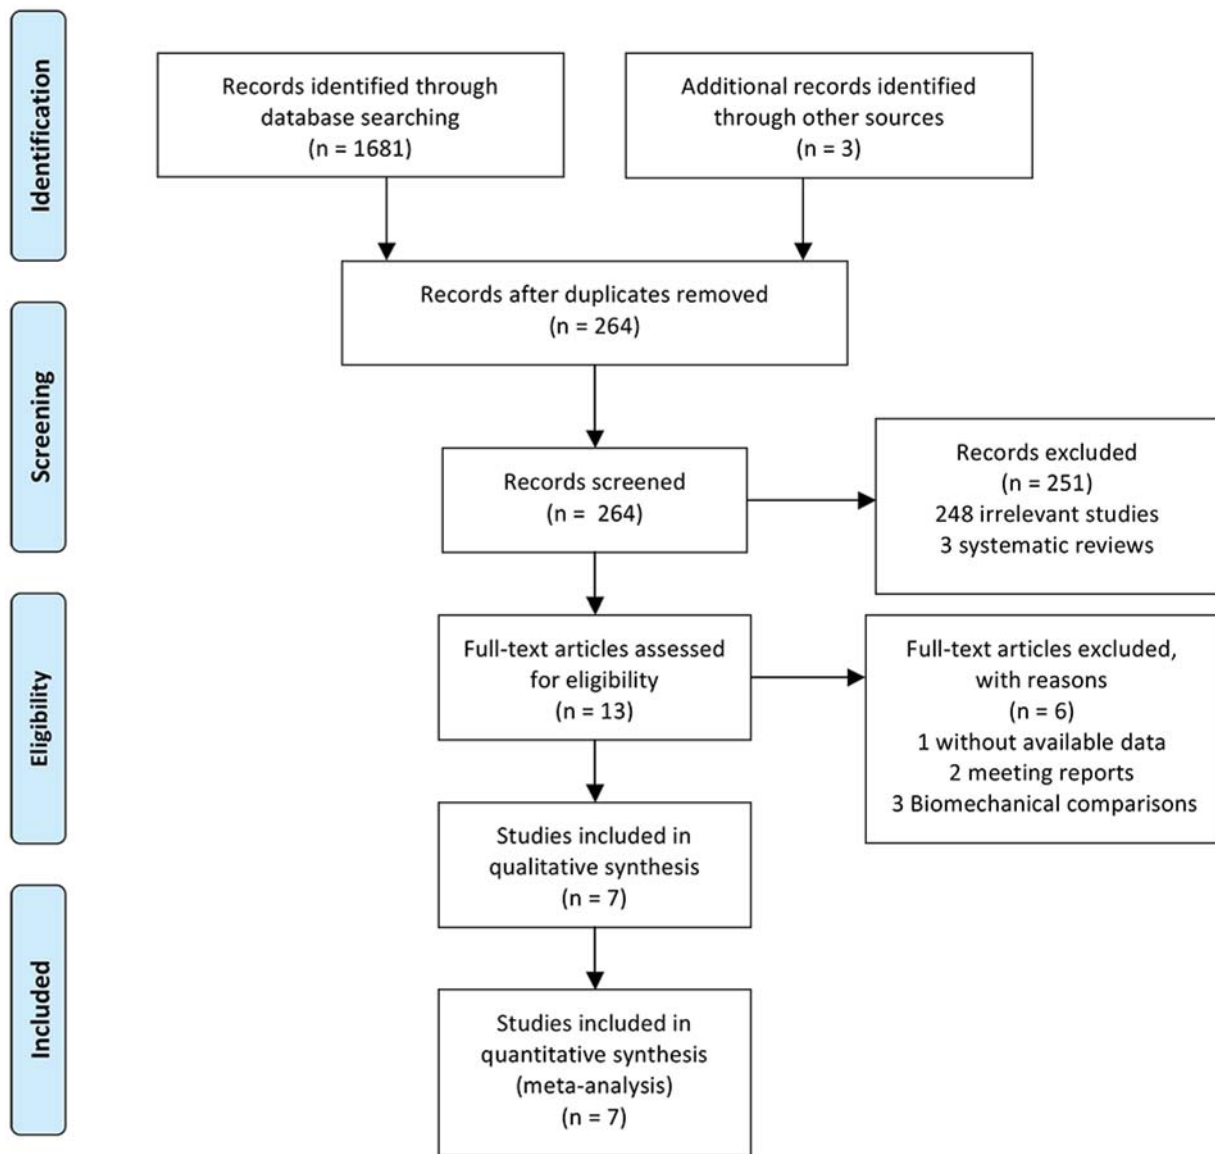 Identification
Records identified through
database searching
(n = 1681)
Additional records identified
through other sources
(n = 3)
Records after duplicates removed
(n = 264)
Screening
Records screened
(n =  264)
Records excluded
(n = 251)
248 irrelevant studies
3 systematic reviews
Eligibility
Full-text articles assessed
for eligibility
(n = 13)
Full-text articles excluded,
with reasons
(n = 6)
1 without available data
2 meeting reports
3 Biomechanical comparisons
Studies included in
qualitative synthesis
(n = 7)
Included
Studies included in
quantitative synthesis
(meta-analysis)
(n = 7)